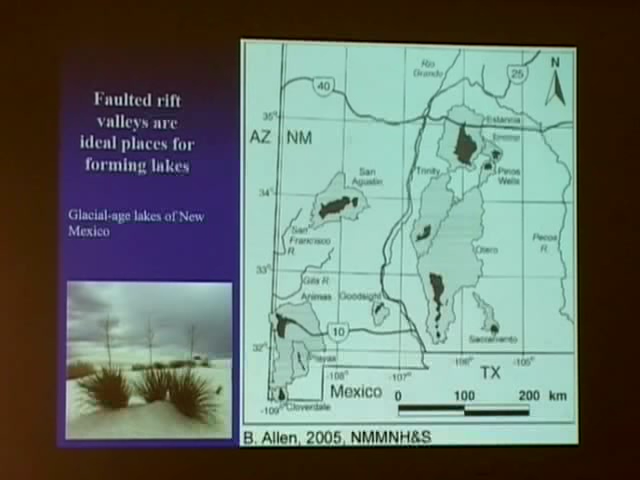 Faulted rift
valleys are
ideal places for
forming lakes
Glacial-age lakes of New
Mexico
Rio
Grande
N
40
25
35°
AZ
NM
Estancia
Encino
Pinos
Wells
San
Agustin
Trinity
34°
San
Francisco
R.
Otero
Pecos
R.
33°
Gila R.
Animas
Goodsight
10
Sacramento
32°
Playas
-108°
-107°
-106°
-105°
TX
Mexico
-109°
Cloverdale
0 100 200 km
B. Allen, 2005, NMMNH&S